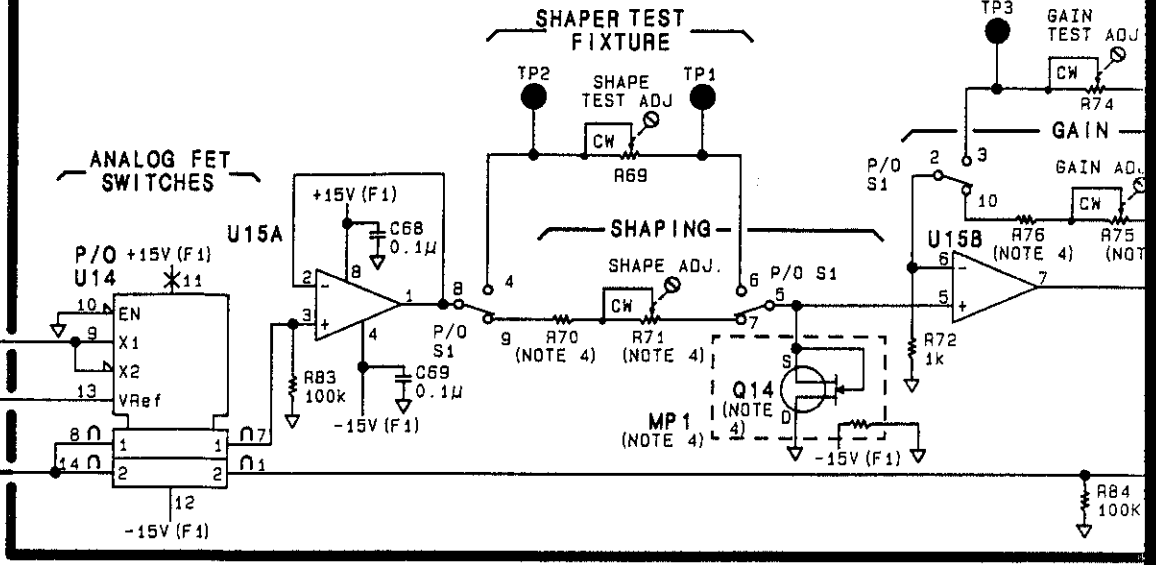 SHAPER TEST
FIXTURE
TP3
GAIN
TEST ADJ
TP2
SHAPE
TEST ADJ
TP1
CW
R74
CW
R69
GAIN
ANALOG FET
SWITCHES
P/O
S1
2
3
10
GAIN ADJ.
CW
R76
(NOTE 4)
R75
(NOT
+15V (F1)
C68
0.1µ
U15A
8
2
-
3
+
1
4
C69
0.1µ
-15V (F1)
R83
100k
P/O
U14
+15V (F1)
11
10
EN
9
X1
X2
13
VRef
8
1
1
7
14
2
2
1
12
-15V (F1)
8
4
9
P/O
S1
SHAPING
SHAPE ADJ.
CW
R70
(NOTE 4)
R71
(NOTE 4)
6
P/O S1
5
7
U15B
6
-
5
+
7
R72
1k
S
Q14
(NOTE
4)
D
MP1
(NOTE 4)
-15V (F1)
R84
100K